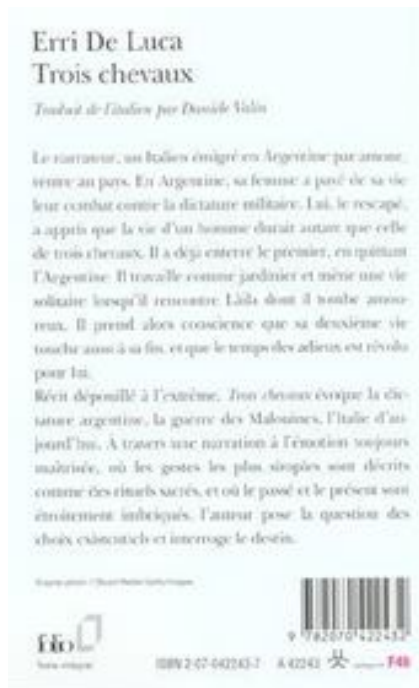 Erri De Luca
Trois chevaux
Traduit de l'italien par Danièle Valin
Le narrateur, un Italien émigré en Argentine par amour,
rentre au pays. En Argentine, sa femme a payé de sa vie
leur combat contre la dictature militaire. Lui, le rescapé,
a appris que la vie d'un homme durait autant que celle
de trois chevaux. Il a déjà enterré le premier, en quittant
l'Argentine. Il travaille comme jardinier et mène une vie
solitaire lorsqu'il rencontre Làila dont il tombe amou-
reux. Il prend alors conscience que sa deuxième vie
touche aussi à sa fin, et que le temps des adieux est révolu
pour lui.
Récit dépouillé à l'extrême, Trois chevaux évoque la dic-
tature argentine, la guerre des Malouines, l'Italie d'au-
jourd'hui. À travers une narration à l'émotion toujours
maîtrisée, où les gestes les plus simples sont décrits
comme des rituels sacrés, et où le passé et le présent sont
étroitement imbriqués, l'auteur pose la question des
choix existentiels et interroge le destin.
folio
Texte intégral
ISBN 2-07-042243-7 A 42243 F4B
9 782070 422432